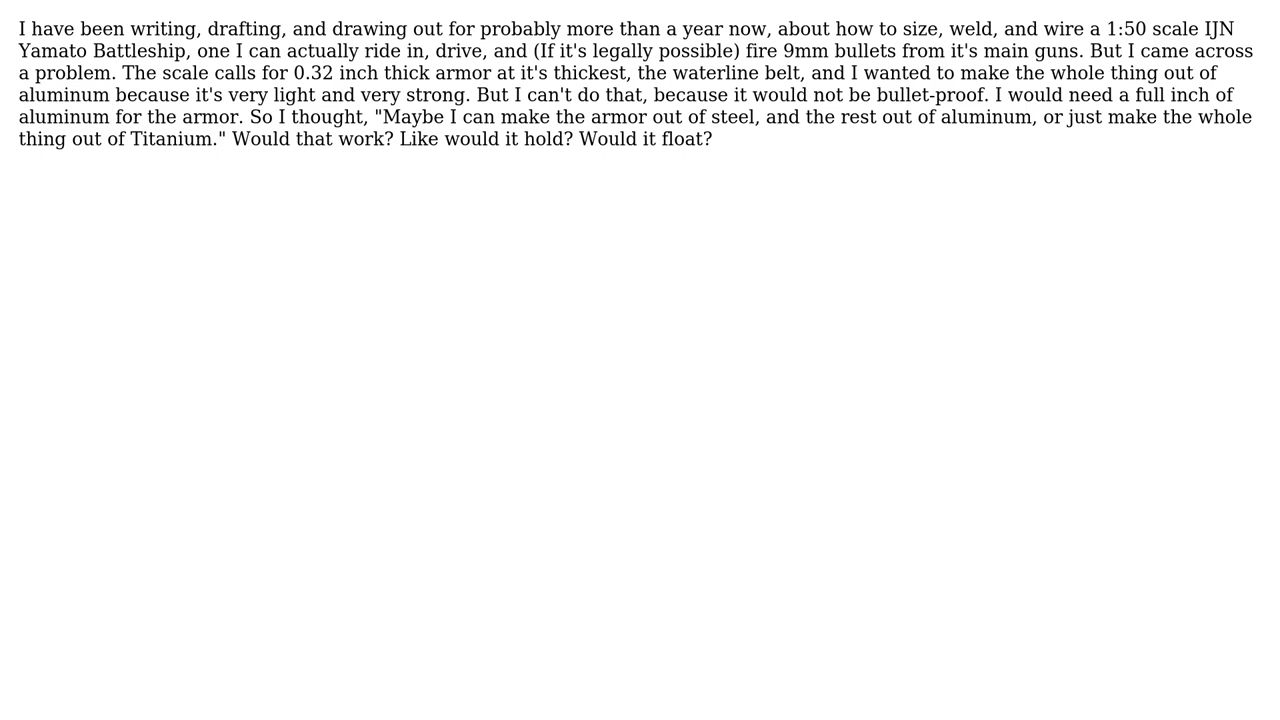 I have been writing, drafting, and drawing out for probably more than a year now, about how to size, weld, and wire a 1:50 scale IJN
Yamato Battleship, one I can actually ride in, drive, and (If it's legally possible) fire 9mm bullets from it's main guns. But I came across
a problem. The scale calls for 0.32 inch thick armor at it's thickest, the waterline belt, and I wanted to make the whole thing out of
aluminum because it's very light and very strong. But I can't do that, because it would not be bullet-proof. I would need a full inch of
aluminum for the armor. So I thought, "Maybe I can make the armor out of steel, and the rest out of aluminum, or just make the whole
thing out of Titanium." Would that work? Like would it hold? Would it float?